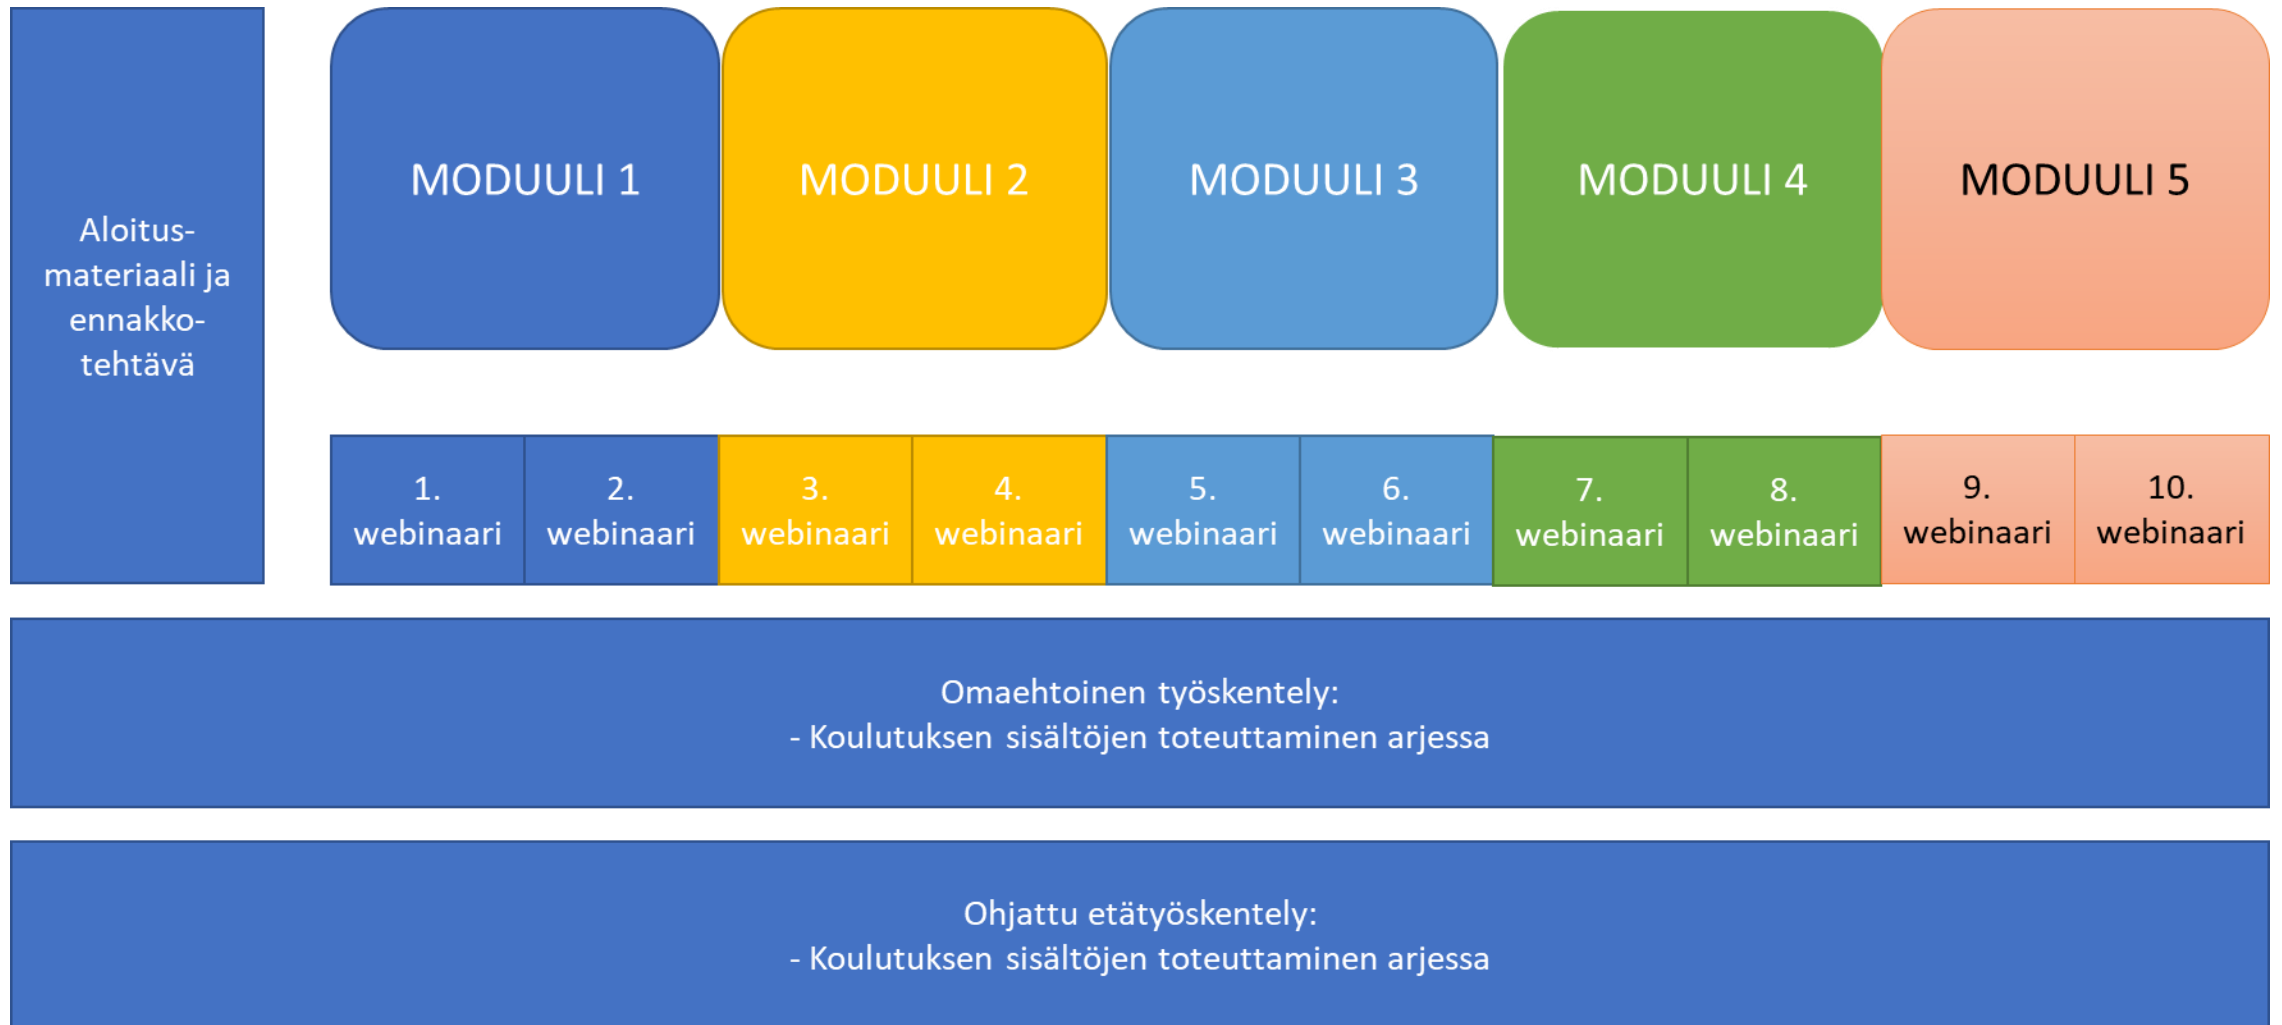 Aloitus-
materiaali ja
ennakko-
tehtävä
MODUULI 1
MODUULI 2
MODUULI 3
MODUULI 4
MODUULI 5
1.
webinaari
2.
webinaari
3.
webinaari
4.
webinaari
5.
webinaari
6.
webinaari
7.
webinaari
8.
webinaari
9.
webinaari
10.
webinaari
Omaehtoinen työskentely:
- Koulutuksen sisältöjen toteuttaminen arjessa
Ohjattu etätyöskentely:
- Koulutuksen sisältöjen toteuttaminen arjessa